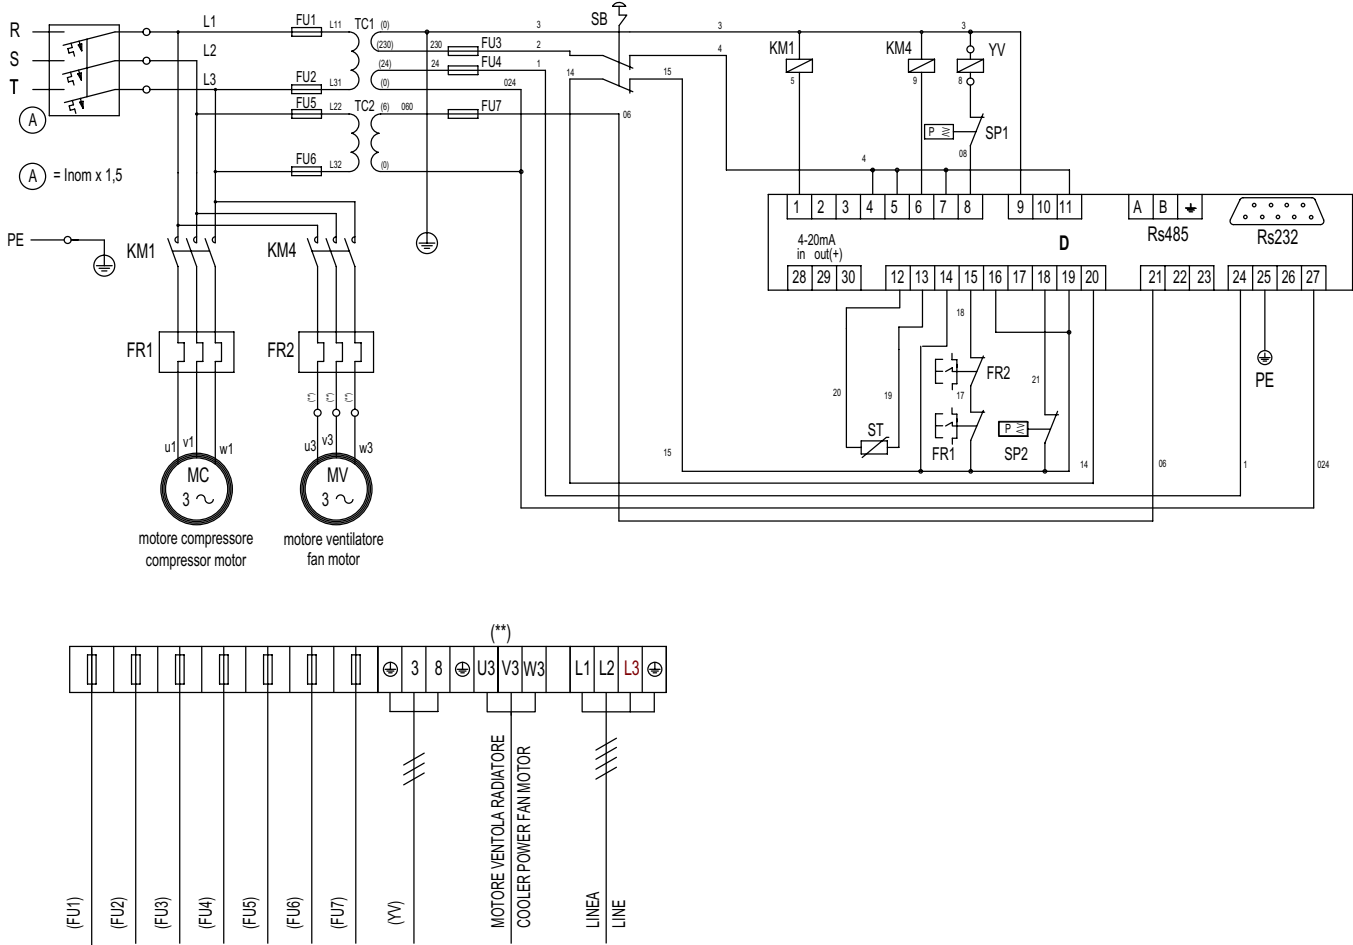 R L1 FU1 L11 TC1 (0) 3 SB 3 3
S L2 (230) 230 FU3 2 4 KM1 KM4 YV
(24) 24 FU4 1 14 15 5 9 8
T L3 FU2 L31 (0) 024
A FU5 L22 TC2 (6) 060 FU7 06
P SP1
FU6 L32 (0) 4 08
A = Inom x 1,5
1 2 3 4 5 6 7 8 9 10 11 A B
Rs485 Rs232
PE KM1 KM4
4-20mA D
in out(+)
28 29 30 12 13 14 15 16 17 18 19 20 21 22 23 24 25 26 27
18
FR1 FR2 FR2 PE
(*) (*) (*) 20 19 17 21
u1 v1 w1 u3 v3 w3 ST FR1 P SP2
15 14 06 1 024
MC MV
3 3
motore compressore motore ventilatore
compressor motor fan motor
(**)
3 8 U3 V3 W3 L1 L2 L3
(FU1)
(FU2)
(FU3)
(FU4)
(FU5)
(FU6)
(FU7)
(YV)
MOTORE VENTOLA RADIATORE
COOLER POWER FAN MOTOR
LINEA
LINE